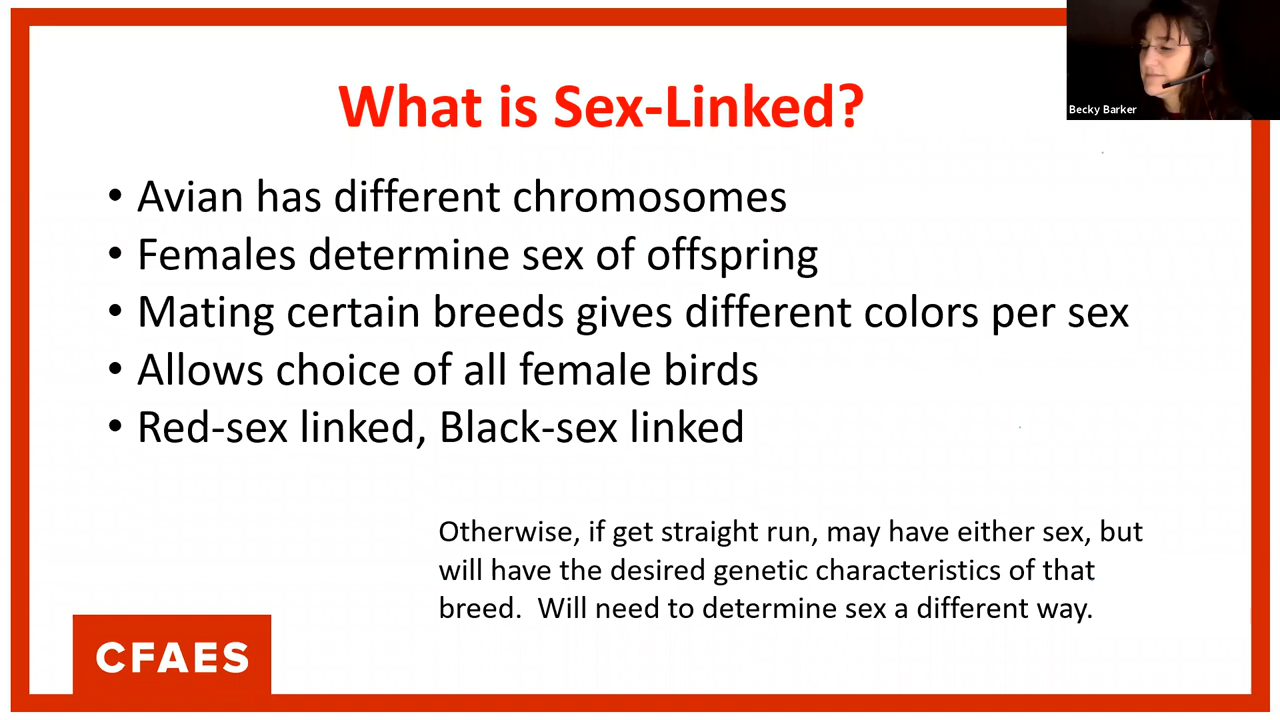 What is Sex-Linked?
Becky Barker
• Avian has different chromosomes
• Females determine sex of offspring
• Mating certain breeds gives different colors per sex
• Allows choice of all female birds
• Red-sex linked, Black-sex linked
Otherwise, if get straight run, may have either sex, but
will have the desired genetic characteristics of that
breed.  Will need to determine sex a different way.
CFAES